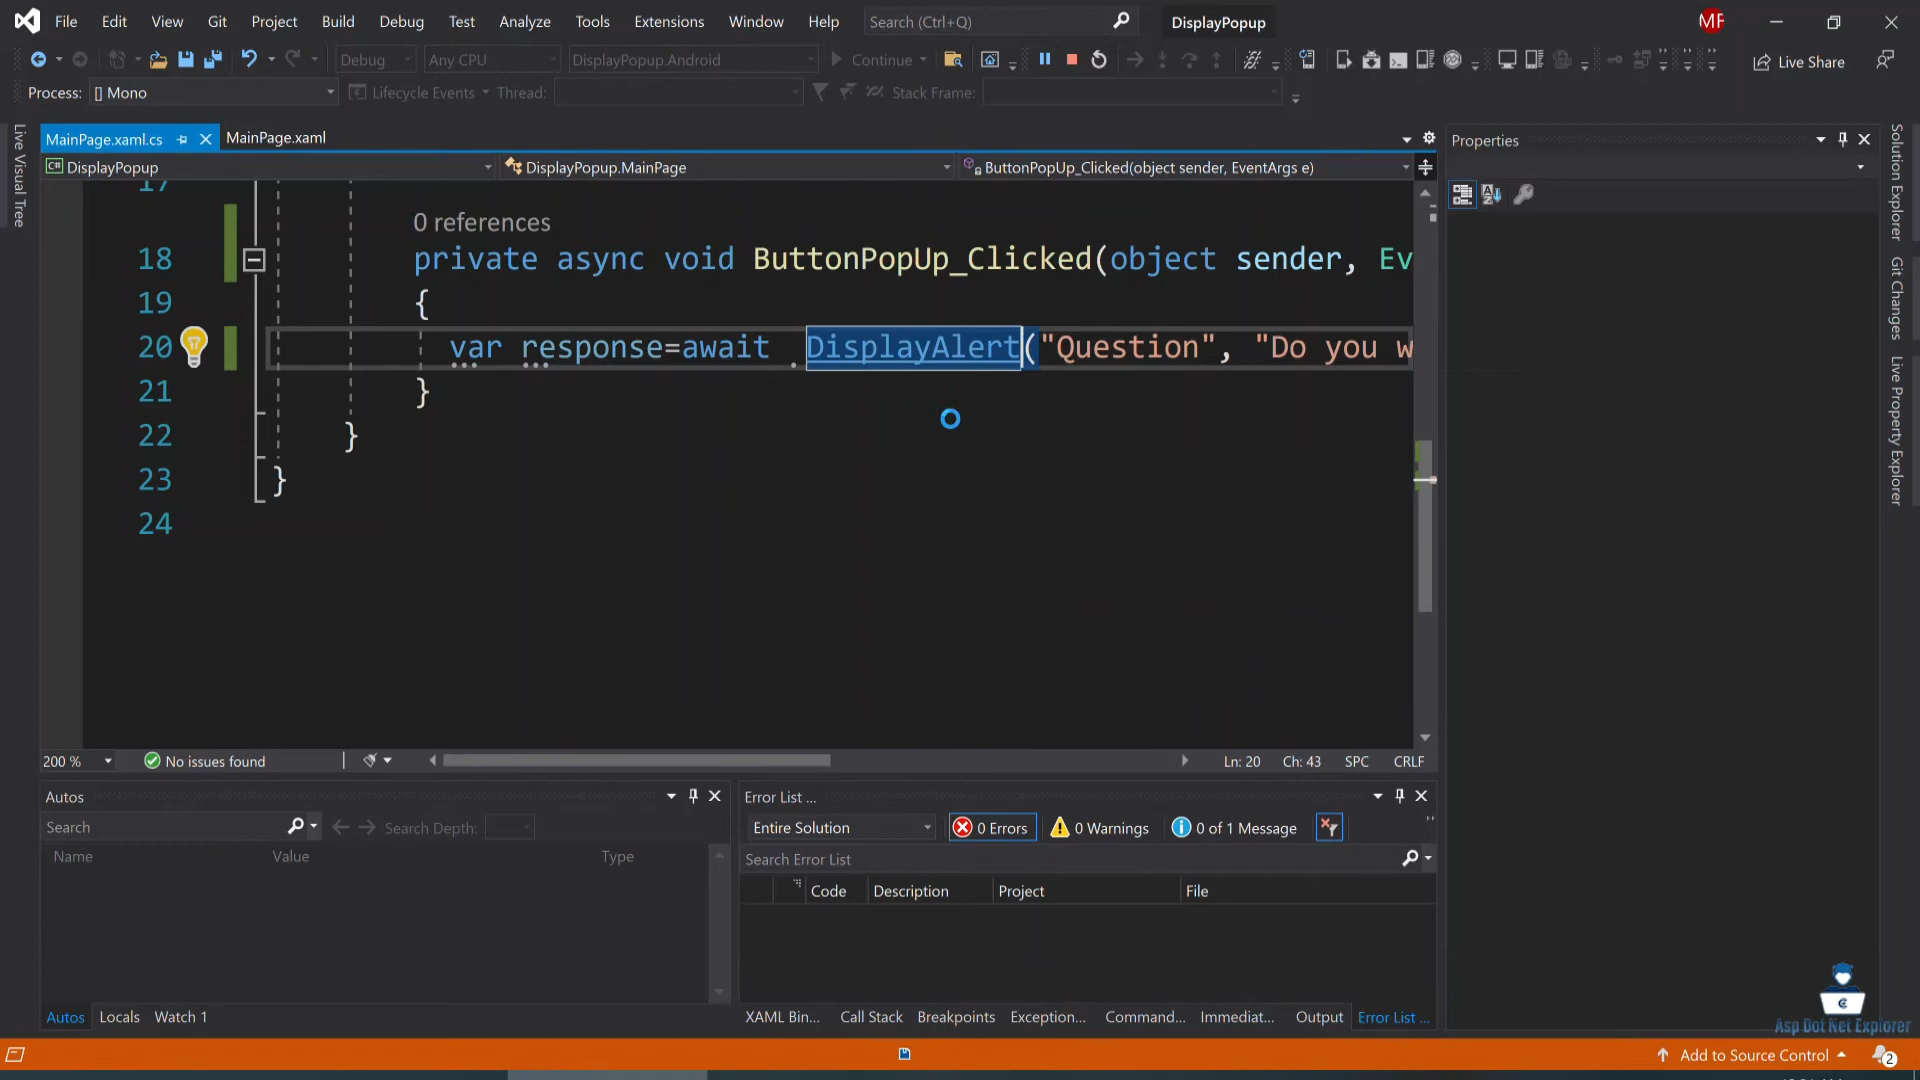 File Edit View Git Project Build Debug Test Analyze Tools Extensions Window Help Search (Ctrl+Q) DisplayPopup MF
Debug Any CPU DisplayPopup.Android Continue Live Share
Process: [] Mono Lifecycle Events Thread: Stack Frame:
Live Visual Tree
MainPage.xaml.cs MainPage.xaml
DisplayPopup DisplayPopup.MainPage ButtonPopUp_Clicked(object sender, EventArgs e)
17
0 references
18 private async void ButtonPopUp_Clicked(object sender, Ev
19 {
20 var response=await DisplayAlert("Question", "Do you w
21 }
22 }
23 }
24
200 % No issues found Ln: 20 Ch: 43 SPC CRLF
Properties
Solution Explorer
Git Changes
Live Property Explorer
Autos
Search Search Depth:
Name Value Type
Autos Locals Watch 1
Error List ...
Entire Solution 0 Errors 0 Warnings 0 of 1 Message
Search Error List
Code Description Project File
XAML Bin... Call Stack Breakpoints Exception... Command... Immediat... Output Error List ...
Asp Dot Net Explorer
Add to Source Control 2